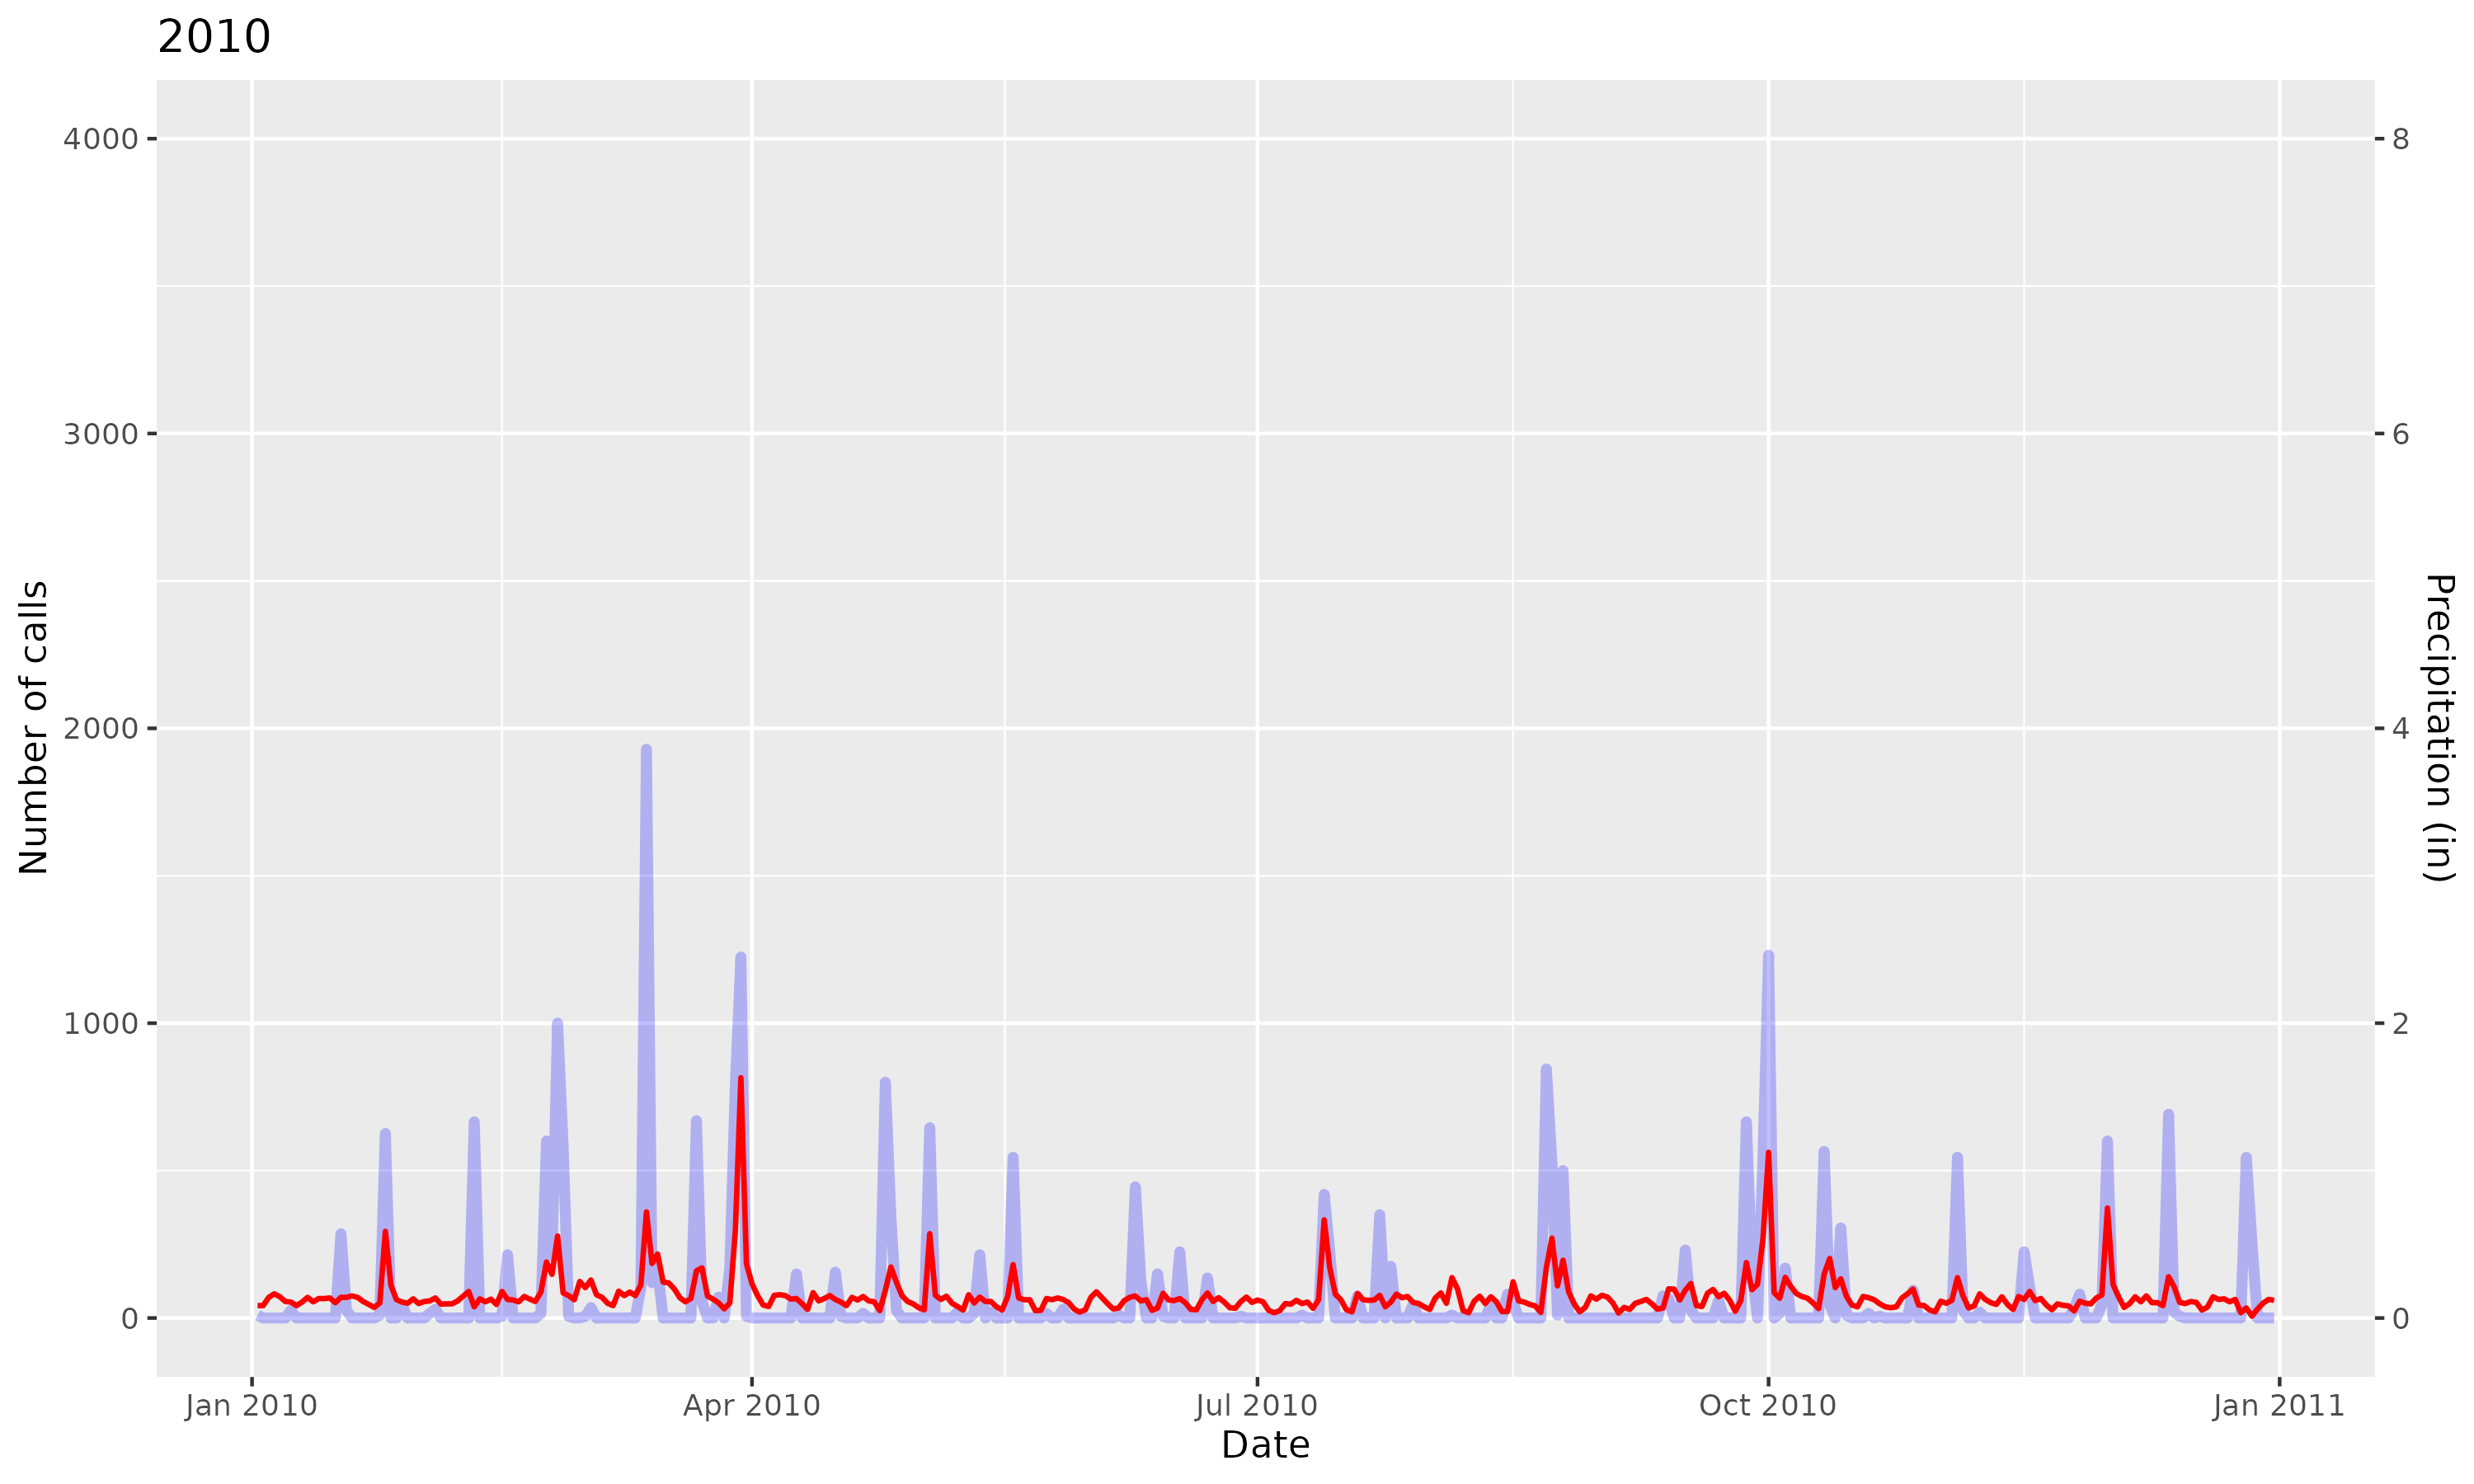 2010
4000
3000
2000
1000
0
Number of calls
8
6
4
2
0
Precipitation (in)
Jan 2010
Apr 2010
Jul 2010
Oct 2010
Jan 2011
Date